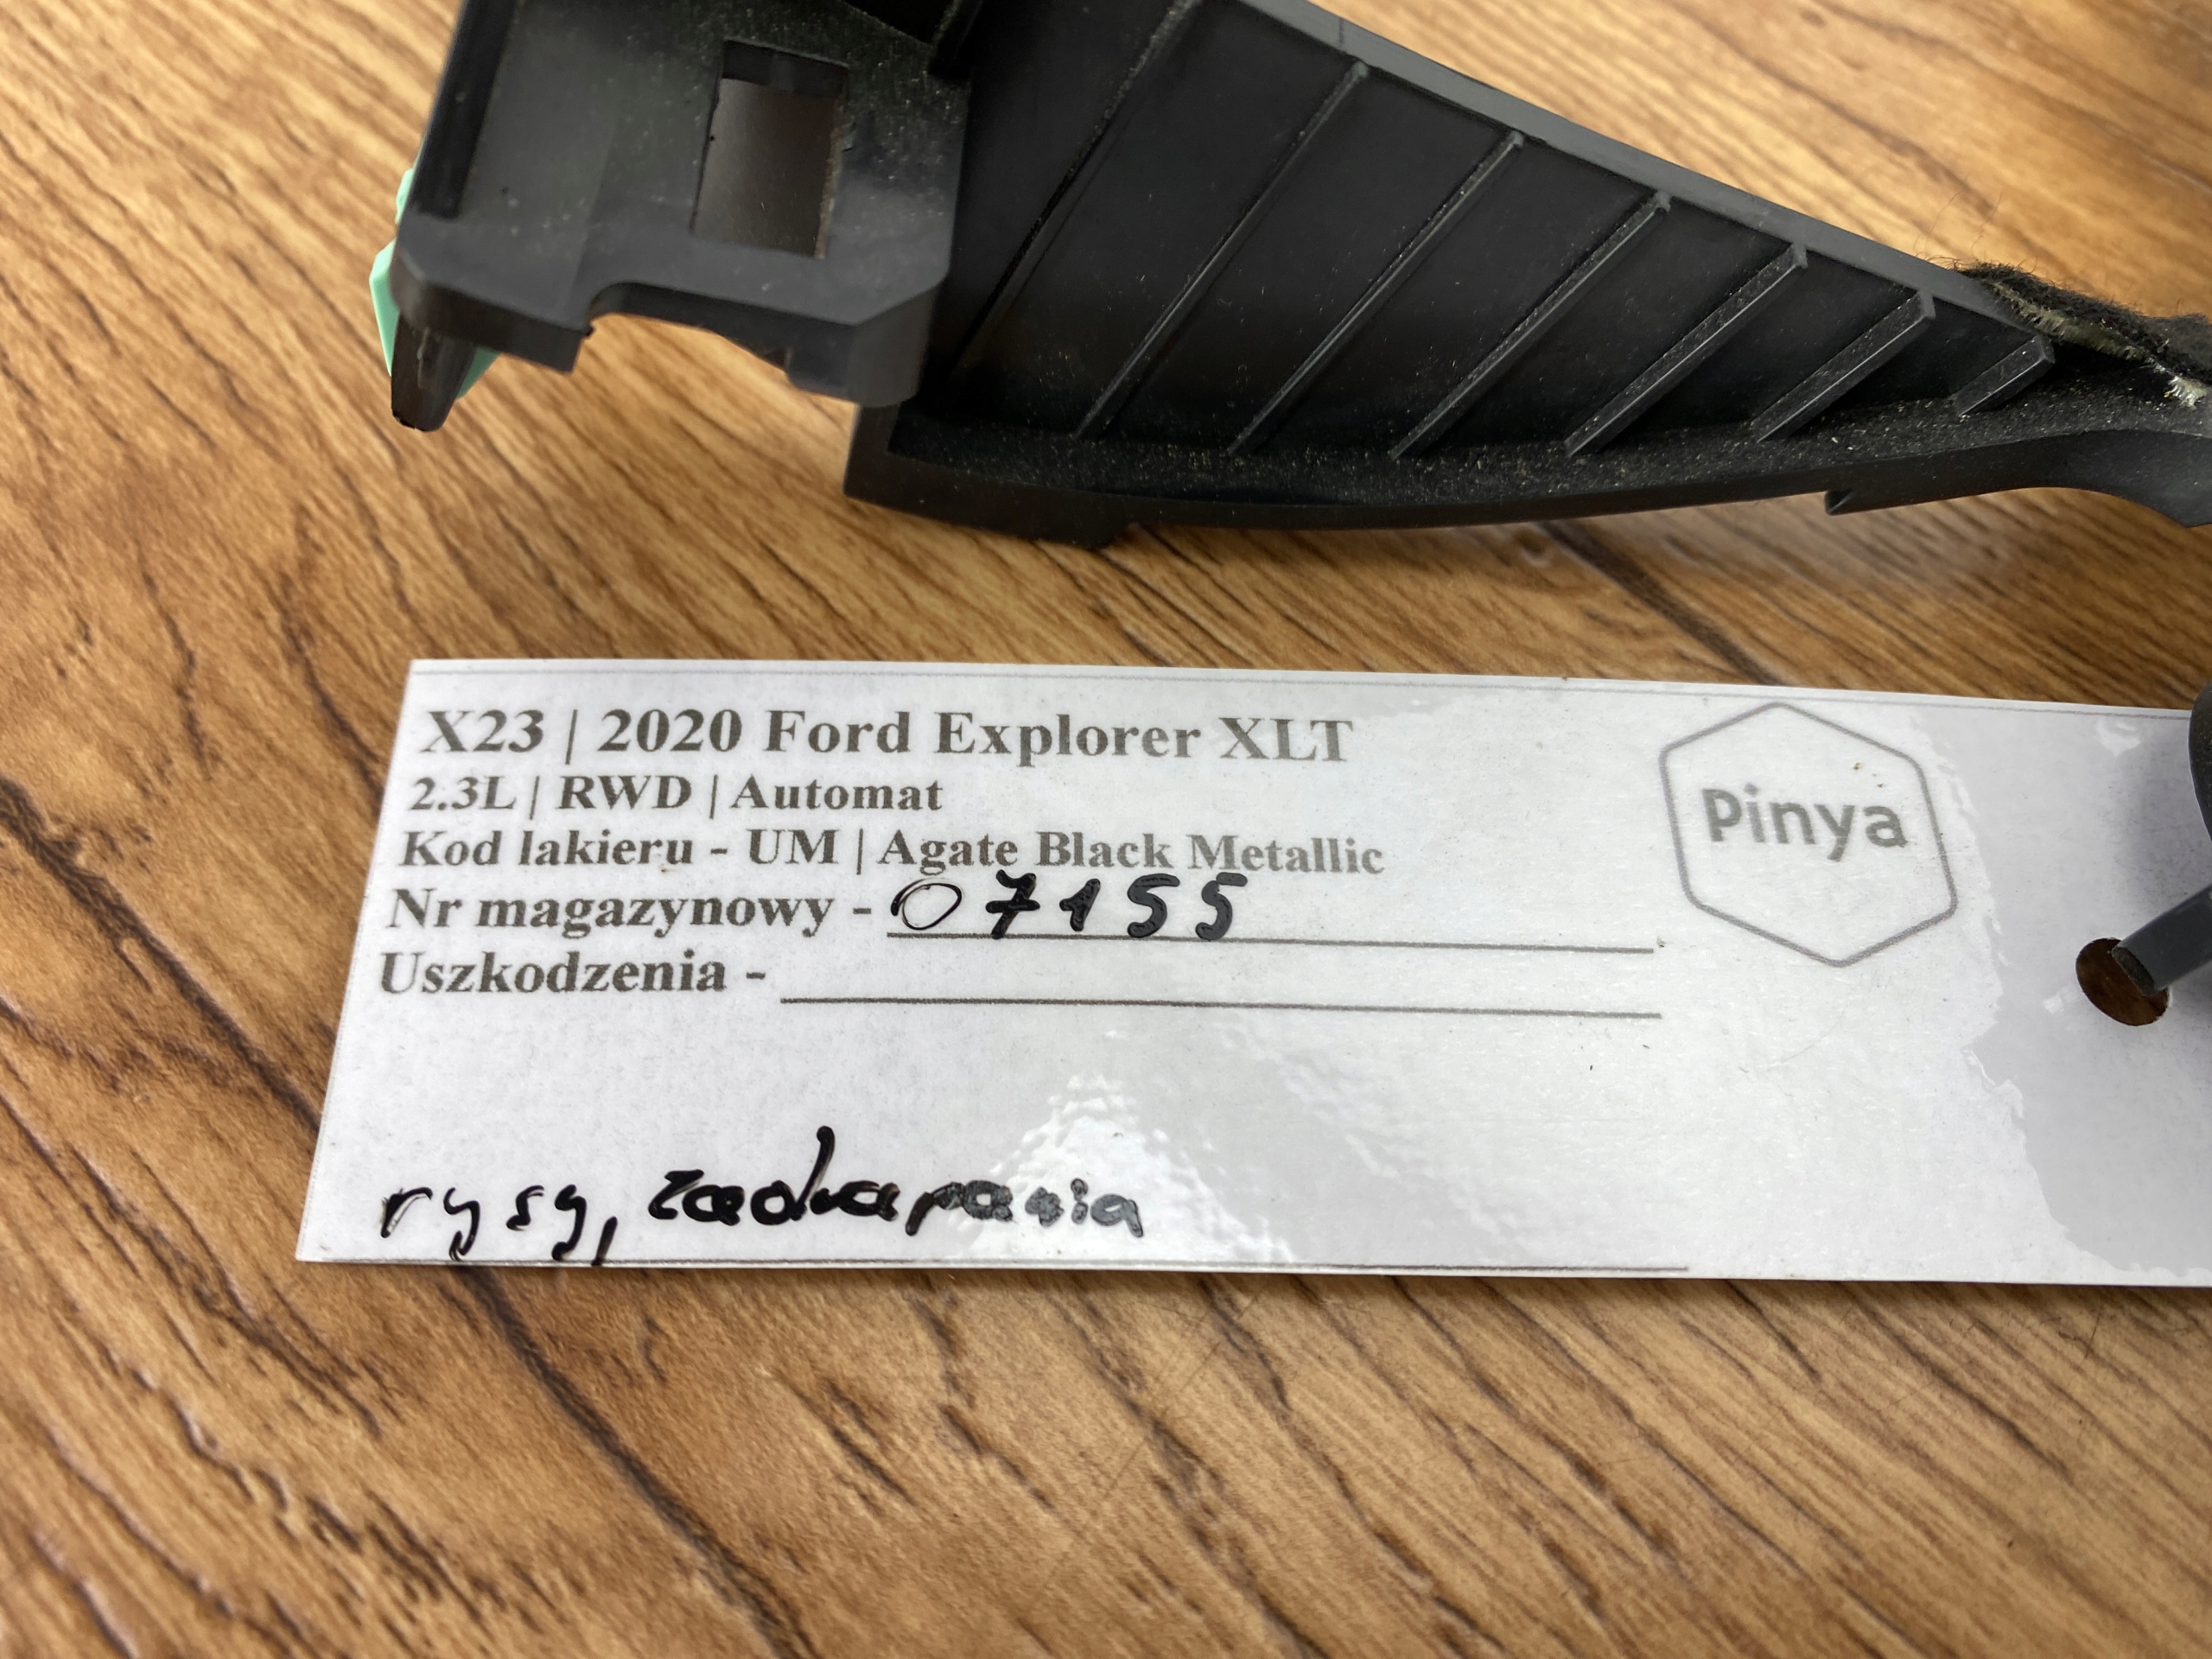 X23 | 2020 Ford Explorer XLT
2.3L | RWD | Automat
Kod lakieru - UM | Agate Black Metallic
Nr magazynowy - 07155
Uszkodzenia -
rysy, zadrapania
Pinya